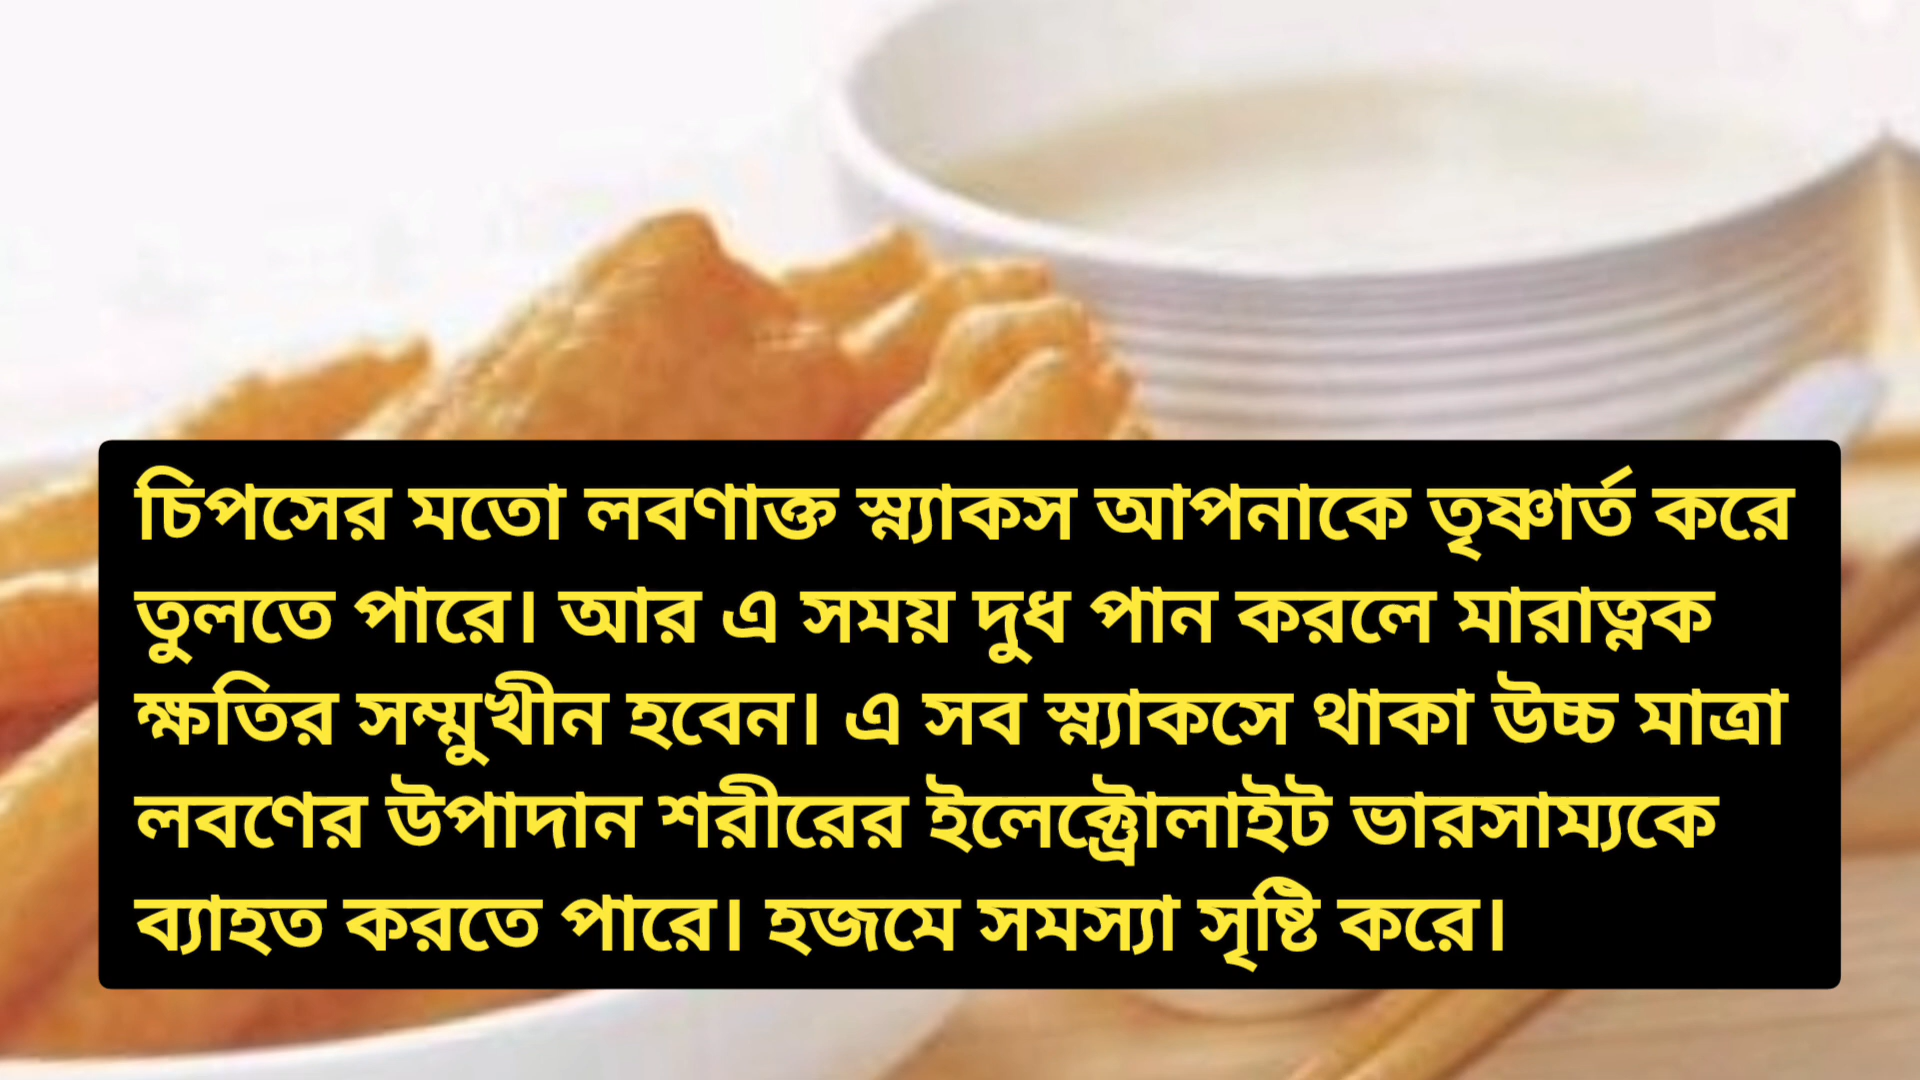 চিপসের মতো লবণাক্ত স্ন্যাকস আপনাকে তৃষ্ণার্ত করে
তুলতে পারে। আর এ সময় দুধ পান করলে মারাত্নক
ক্ষতির সম্মুখীন হবেন। এ সব স্ন্যাকসে থাকা উচ্চ মাত্রা
লবণের উপাদান শরীরের ইলেক্ট্রোলাইট ভারসাম্যকে
ব্যাহত করতে পারে। হজমে সমস্যা সৃষ্টি করে।